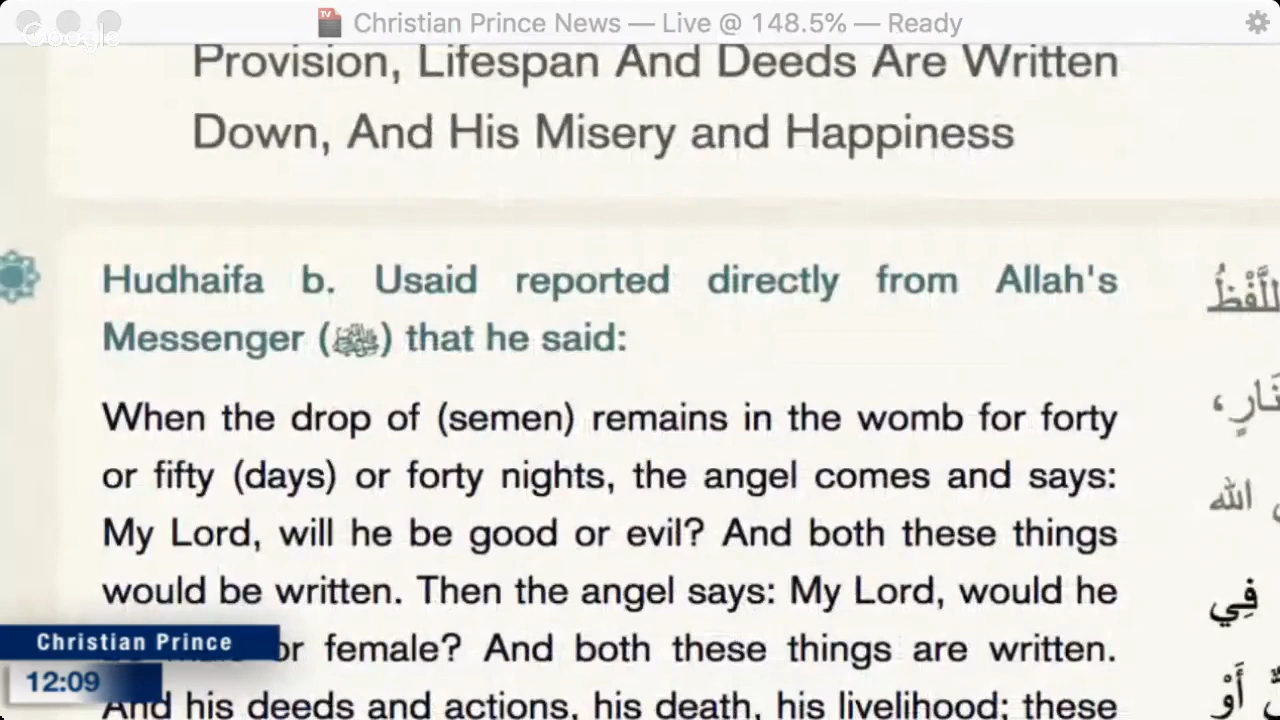 TV
Christian Prince News — Live @ 148.5% — Ready
Google
Provision, Lifespan And Deeds Are Written
Down, And His Misery and Happiness
Hudhaifa b. Usaid reported directly from Allah's
Messenger (ﷺ) that he said:
When the drop of (semen) remains in the womb for forty
or fifty (days) or forty nights, the angel comes and says:
My Lord, will he be good or evil? And both these things
would be written. Then the angel says: My Lord, would he
or female? And both these things are written.
And his deeds and actions, his death, his livelihood; these
Christian Prince
12:09
اللَّفْظُ
نَارٍ،
الله
فِي
أَوْ